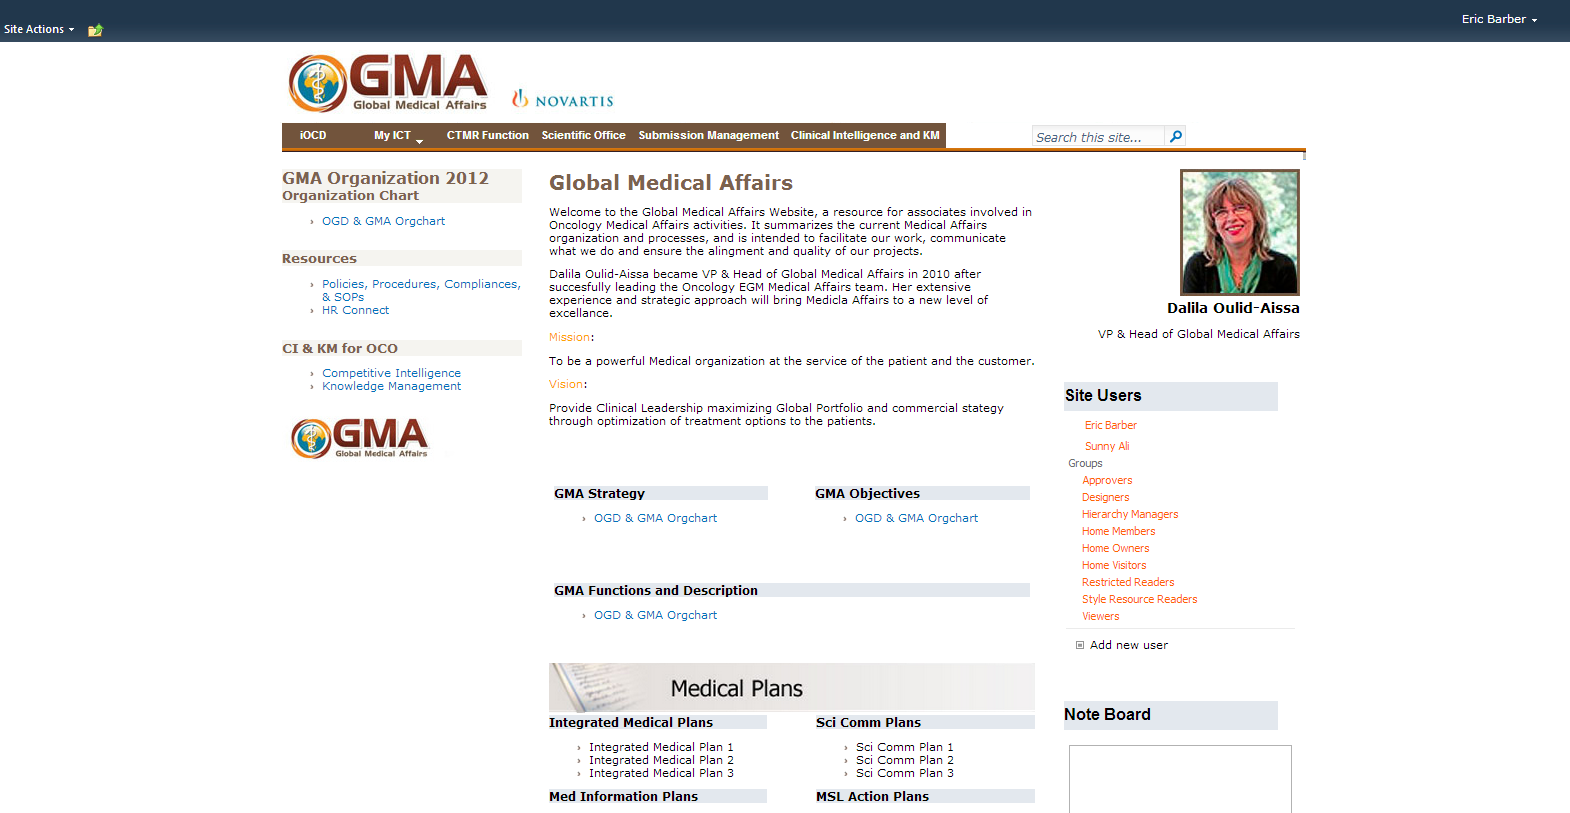 Site Actions
Eric Barber
GMA
Global Medical Affairs
NOVARTIS
iOCD
My ICT
CTMR Function
Scientific Office
Submission Management
Clinical Intelligence and KM
Search this site...
GMA Organization 2012
Organization Chart
OGD & GMA Orgchart
Resources
Policies, Procedures, Compliances,
& SOPs
HR Connect
CI & KM for OCO
Competitive Intelligence
Knowledge Management
GMA
Global Medical Affairs
Global Medical Affairs
Welcome to the Global Medical Affairs Website, a resource for associates involved in
Oncology Medical Affairs activities. It summarizes the current Medical Affairs
organization and processes, and is intended to facilitate our work, communicate
what we do and ensure the alingment and quality of our projects.
Dalila Oulid-Aissa became VP & Head of Global Medical Affairs in 2010 after
succesfully leading the Oncology EGM Medical Affairs team. Her extensive
experience and strategic approach will bring Medicla Affairs to a new level of
excellance.
Mission:
To be a powerful Medical organization at the service of the patient and the customer.
Vision:
Provide Clinical Leadership maximizing Global Portfolio and commercial stategy
through optimization of treatment options to the patients.
GMA Strategy
OGD & GMA Orgchart
GMA Objectives
OGD & GMA Orgchart
GMA Functions and Description
OGD & GMA Orgchart
Medical Plans
Integrated Medical Plans
Integrated Medical Plan 1
Integrated Medical Plan 2
Integrated Medical Plan 3
Sci Comm Plans
Sci Comm Plan 1
Sci Comm Plan 2
Sci Comm Plan 3
Med Information Plans
MSL Action Plans
Dalila Oulid-Aissa
VP & Head of Global Medical Affairs
Site Users
Eric Barber
Sunny Ali
Groups
Approvers
Designers
Hierarchy Managers
Home Members
Home Owners
Home Visitors
Restricted Readers
Style Resource Readers
Viewers
Add new user
Note Board